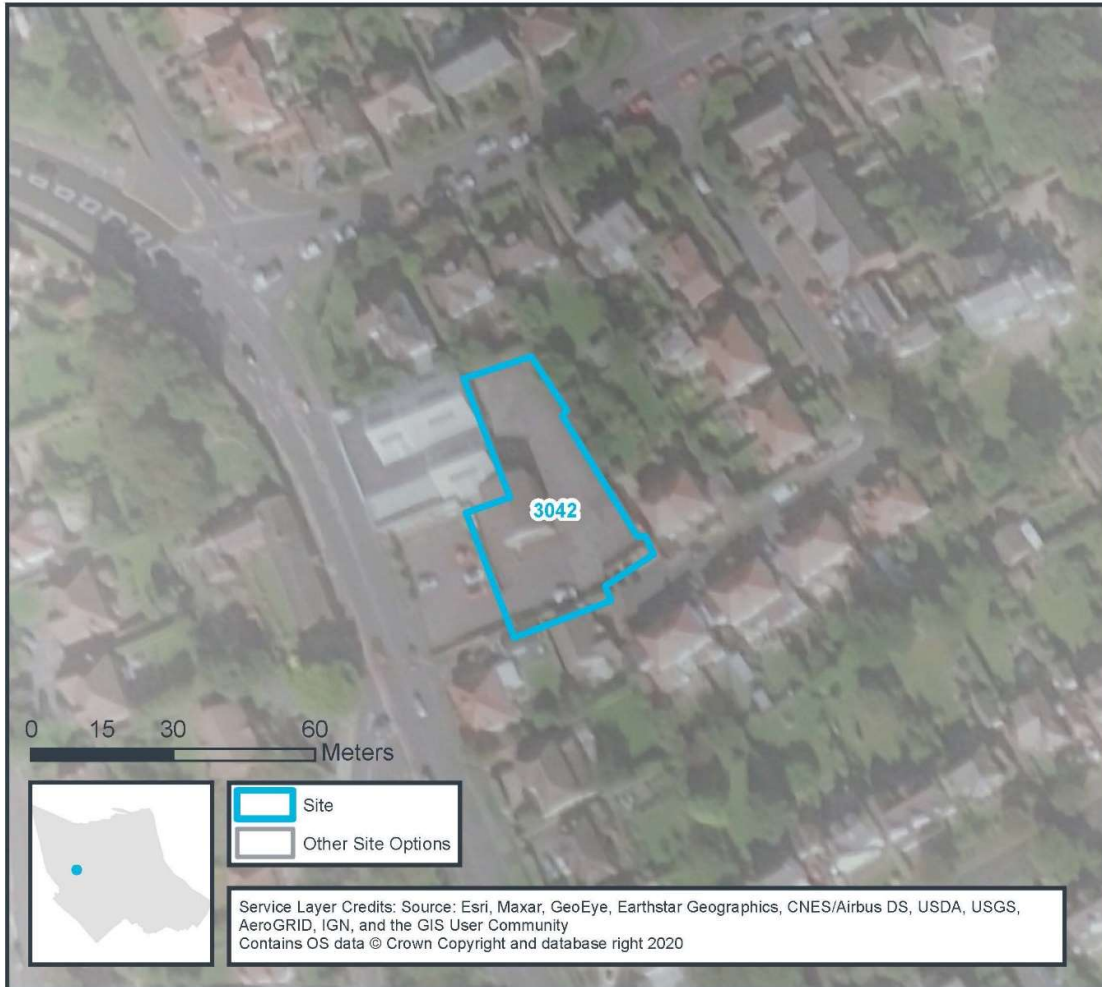 3042
0 15 30 60
Meters
Site
Other Site Options
Service Layer Credits: Source: Esri, Maxar, GeoEye, Earthstar Geographics, CNES/Airbus DS, USDA, USGS,
AeroGRID, IGN, and the GIS User Community
Contains OS data © Crown Copyright and database right 2020